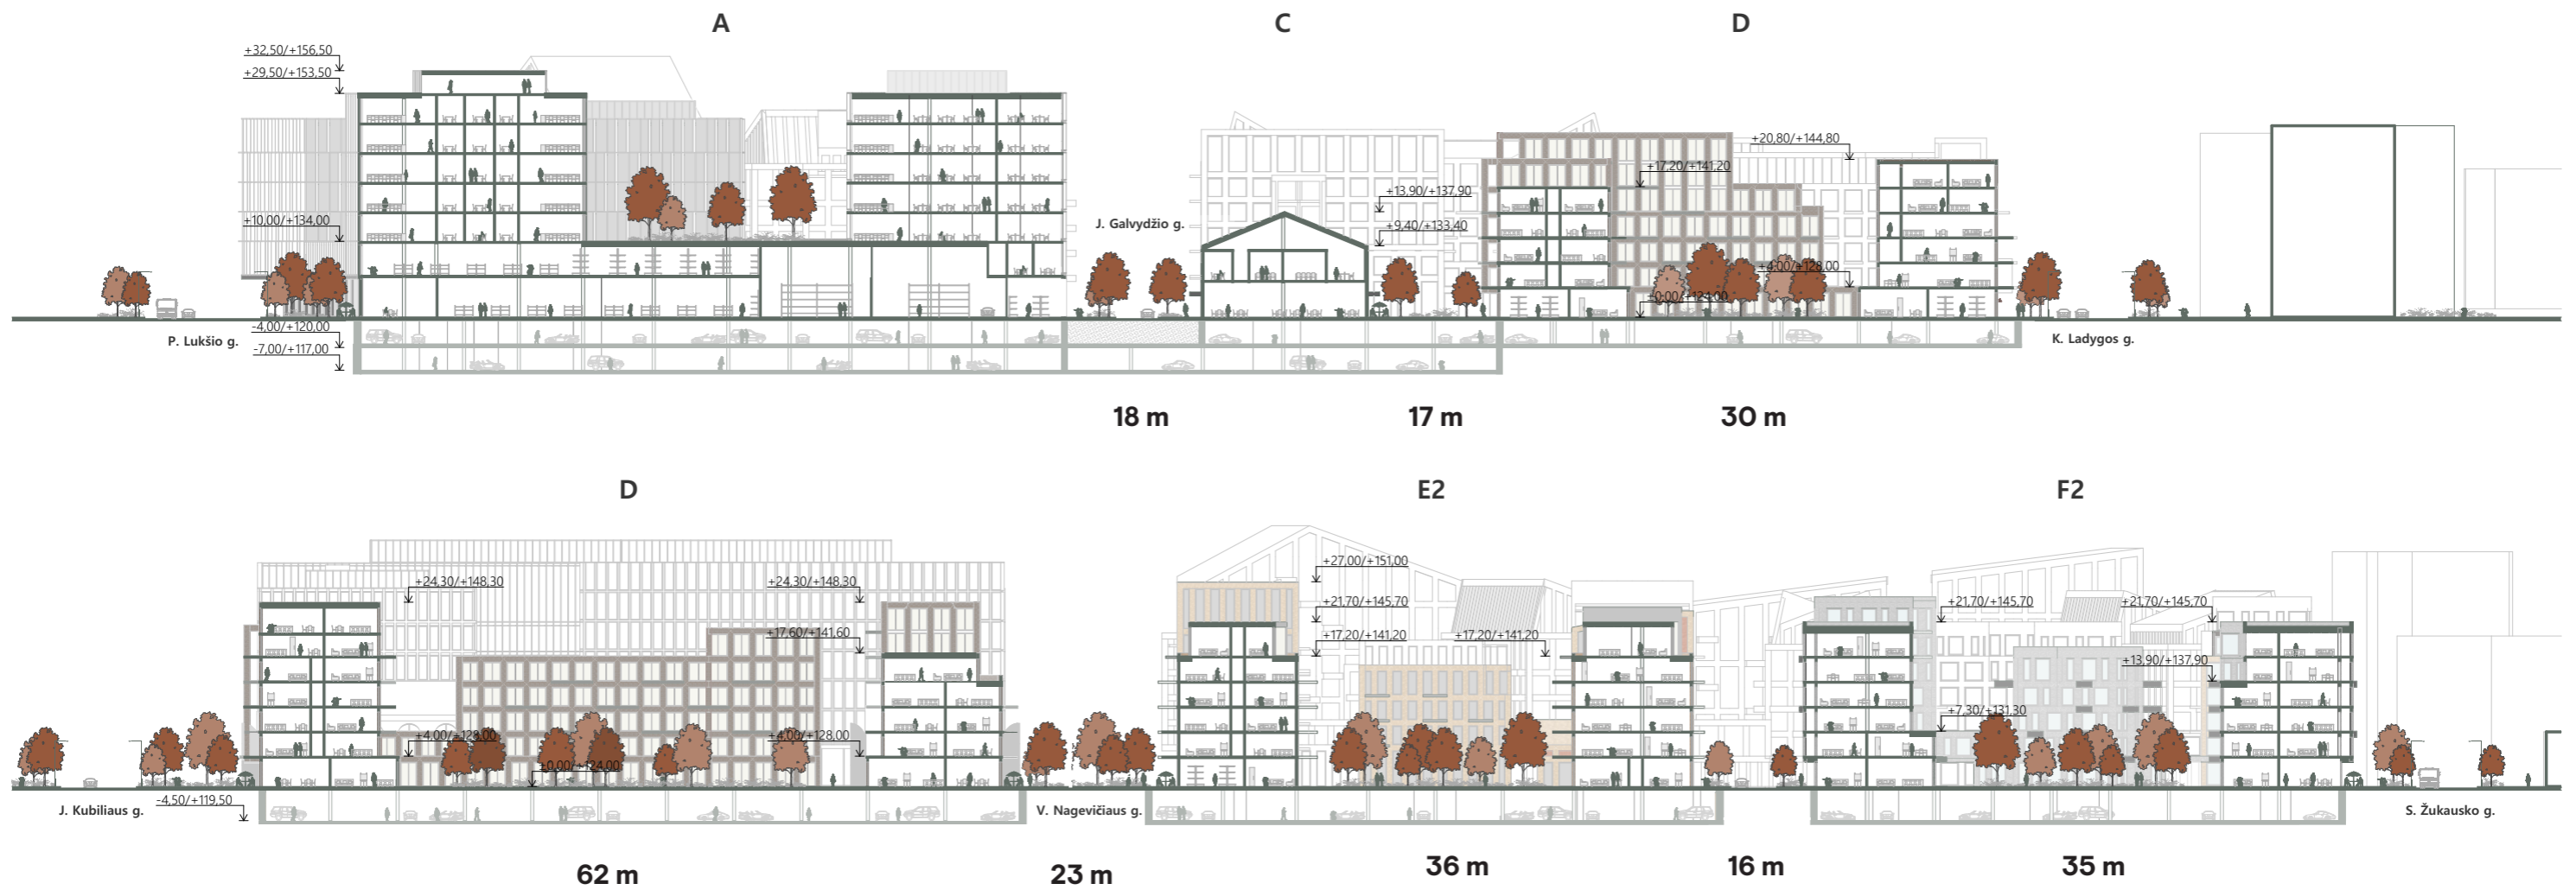 A
C
D
+32,50/+156,50
+29,50/+153,50
+20,80/+144,80
+17,20/+141,20
+13,90/+137,90
+10,00/+134,00
J. Galvydžio g.
+9,40/+133,40
+4,00/+128,00
+0,00/+124,00
-4,00/+120,00
P. Lukšio g.
K. Ladygos g.
-7,00/+117,00
18 m
17 m
30 m
D
E2
F2
+27,00/+151,00
+24,30/+148,30
+24,30/+148,30
+21,70/+145,70
+21,70/+145,70
+21,70/+145,70
+17,60/+141,60
+17,20/+141,20
+17,20/+141,20
+13,90/+137,90
+7,30/+131,30
+4,00/+128,00
+4,00/+128,00
+0,00/+124,00
-4,50/+119,50
J. Kubiliaus g.
V. Nagevičiaus g.
S. Žukausko g.
62 m
23 m
36 m
16 m
35 m